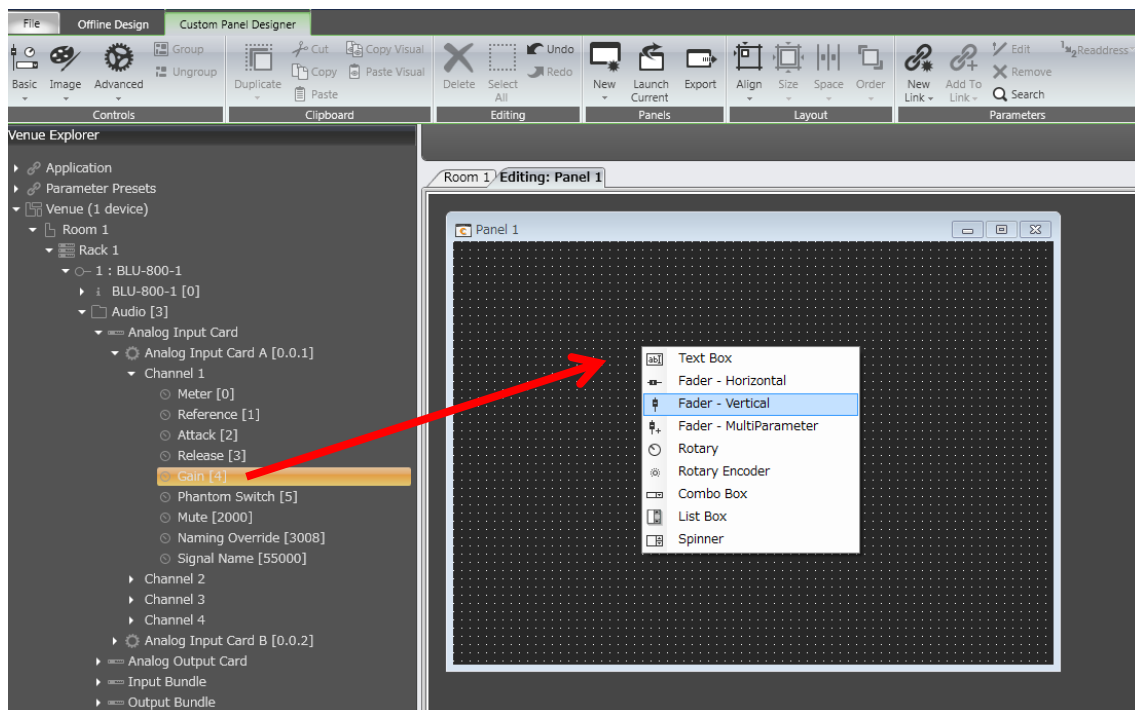 File Offline Design Custom Panel Designer
Group Cut Copy Visual Undo Edit 1⇆2Readdress
Ungroup Copy Paste Visual Redo Remove
Basic Image Advanced Duplicate Paste Delete Select All New Launch Current Export Align Size Space Order New Link Add To Link Search
Controls Clipboard Editing Panels Layout Parameters
Venue Explorer
Application
Parameter Presets
Room 1 Editing: Panel 1
Venue (1 device)
Room 1
Panel 1
Rack 1
1 : BLU-800-1
i BLU-800-1 [0]
Audio [3]
Analog Input Card
Analog Input Card A [0.0.1]
Channel 1
Meter [0]
Reference [1]
Attack [2]
Release [3]
Gain [4]
Phantom Switch [5]
Mute [2000]
Naming Override [3008]
Signal Name [55000]
Channel 2
Channel 3
Channel 4
Analog Input Card B [0.0.2]
Analog Output Card
Input Bundle
Output Bundle
Text Box
Fader - Horizontal
Fader - Vertical
Fader - MultiParameter
Rotary
Rotary Encoder
Combo Box
List Box
Spinner